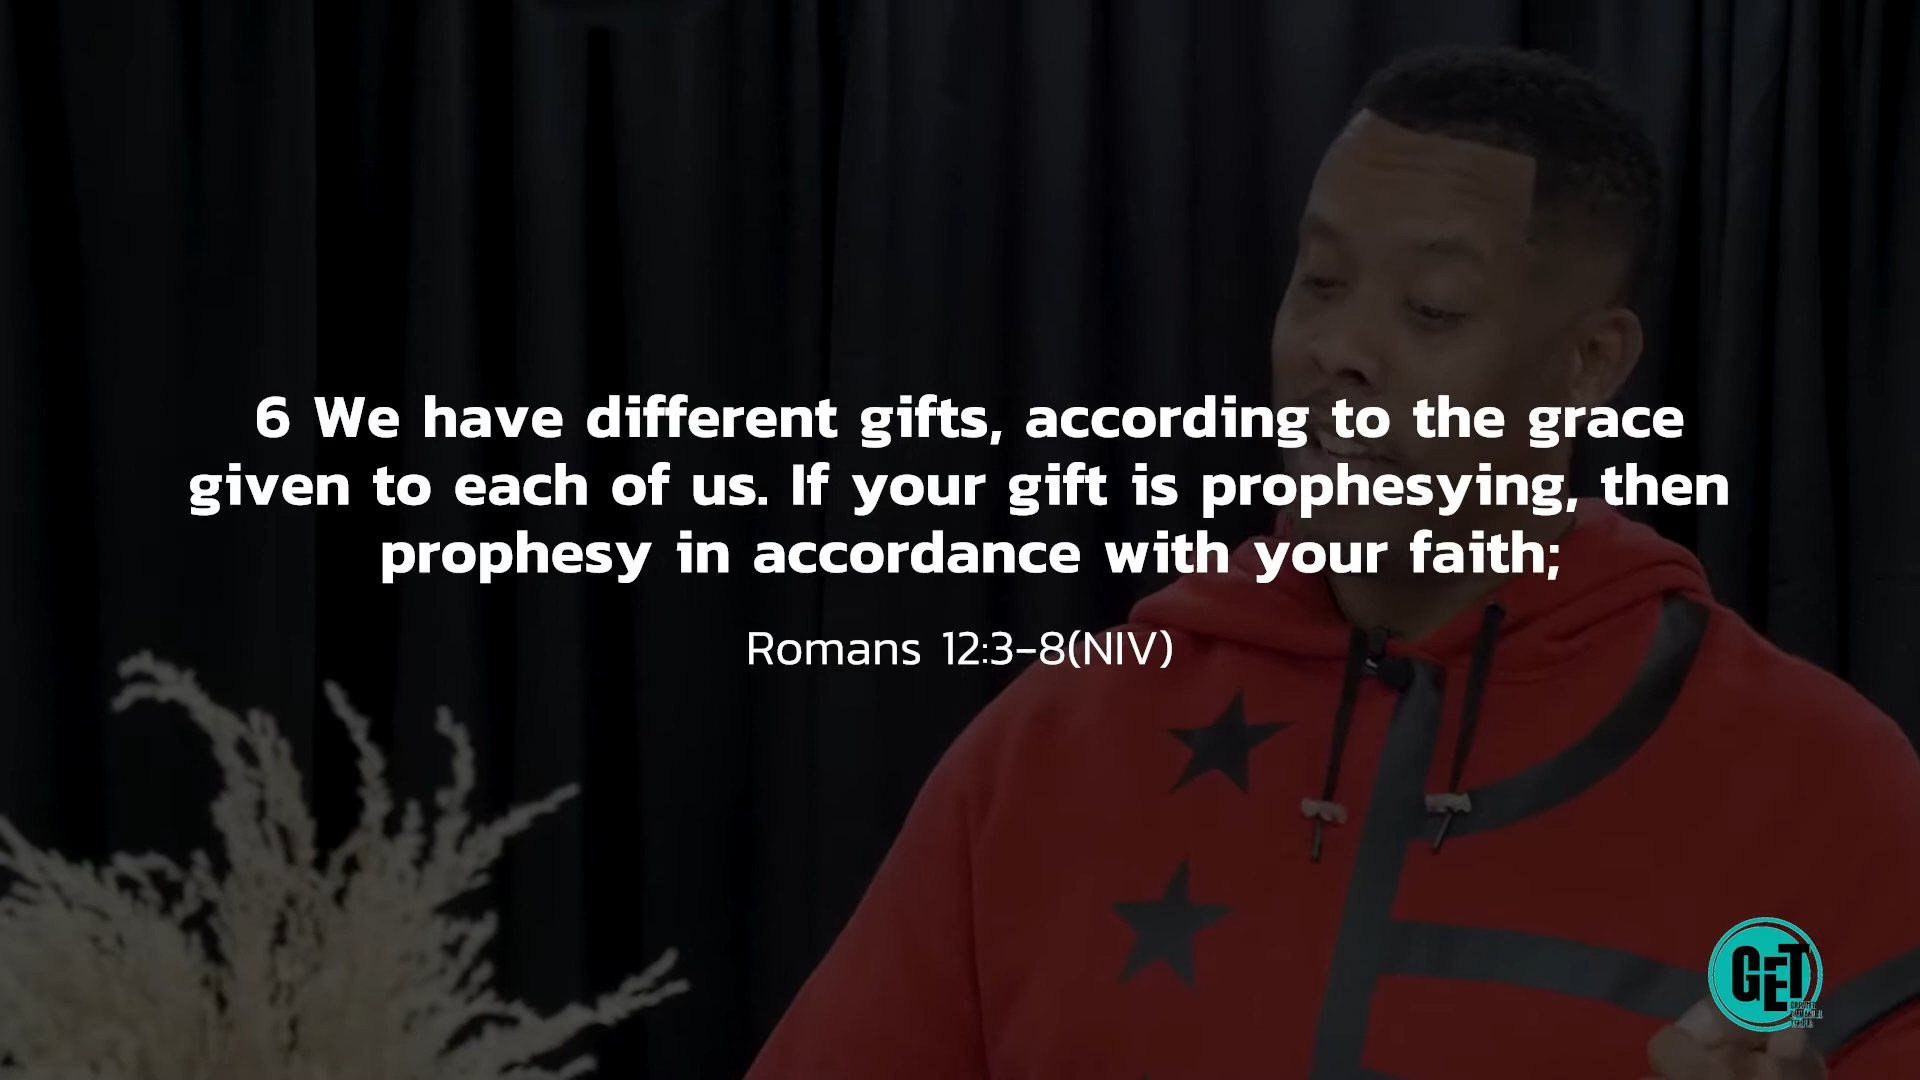 6 We have different gifts, according to the grace
given to each of us. If your gift is prophesying, then
prophesy in accordance with your faith;
Romans 12:3-8(NIV)
GET